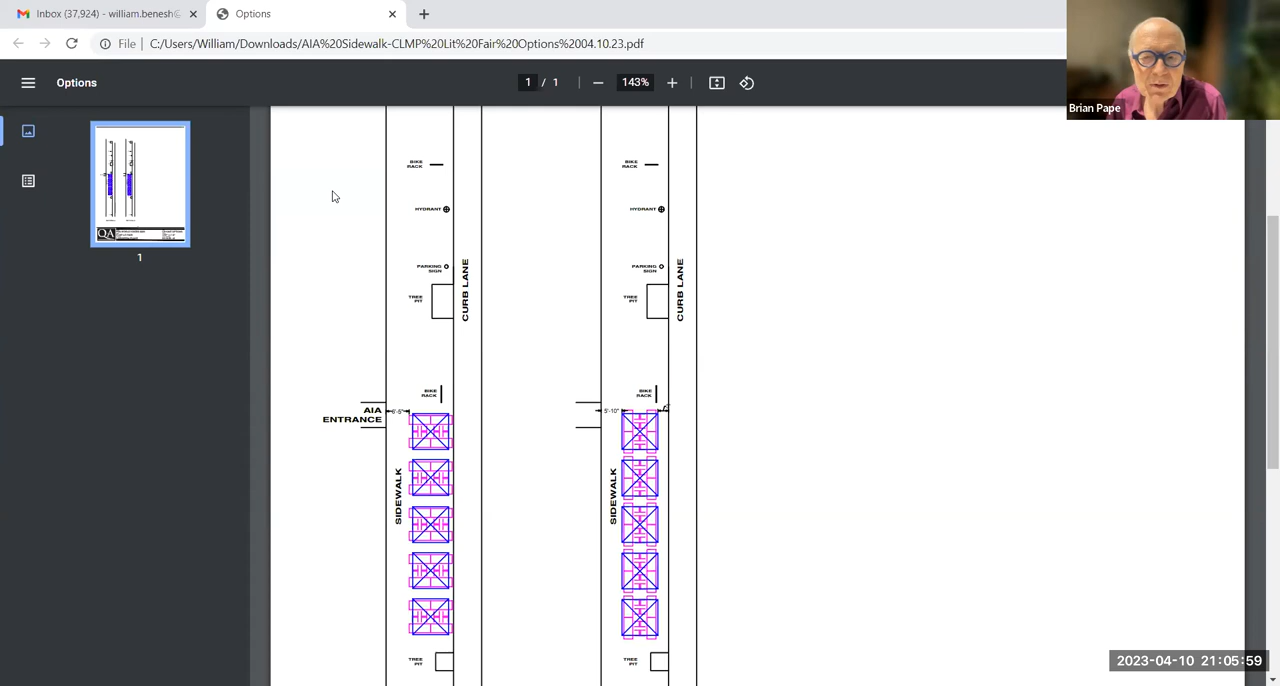 Inbox (37,924) - william.benesh@
Options
File
C:/Users/William/Downloads/AIA%20Sidewalk-CLMP%20Lit%20Fair%20Options%2004.10.23.pdf
Options
1 / 1
143%
Brian Pape
1
BIKE
RACK
HYDRANT
PARKING
SIGN
TREE
PIT
CURB LANE
BIKE
RACK
AIA
ENTRANCE
6'-5"
SIDEWALK
TREE
PIT
BIKE
RACK
HYDRANT
PARKING
SIGN
TREE
PIT
CURB LANE
BIKE
RACK
5'-10"
SIDEWALK
TREE
PIT
2023-04-10 21:05:59